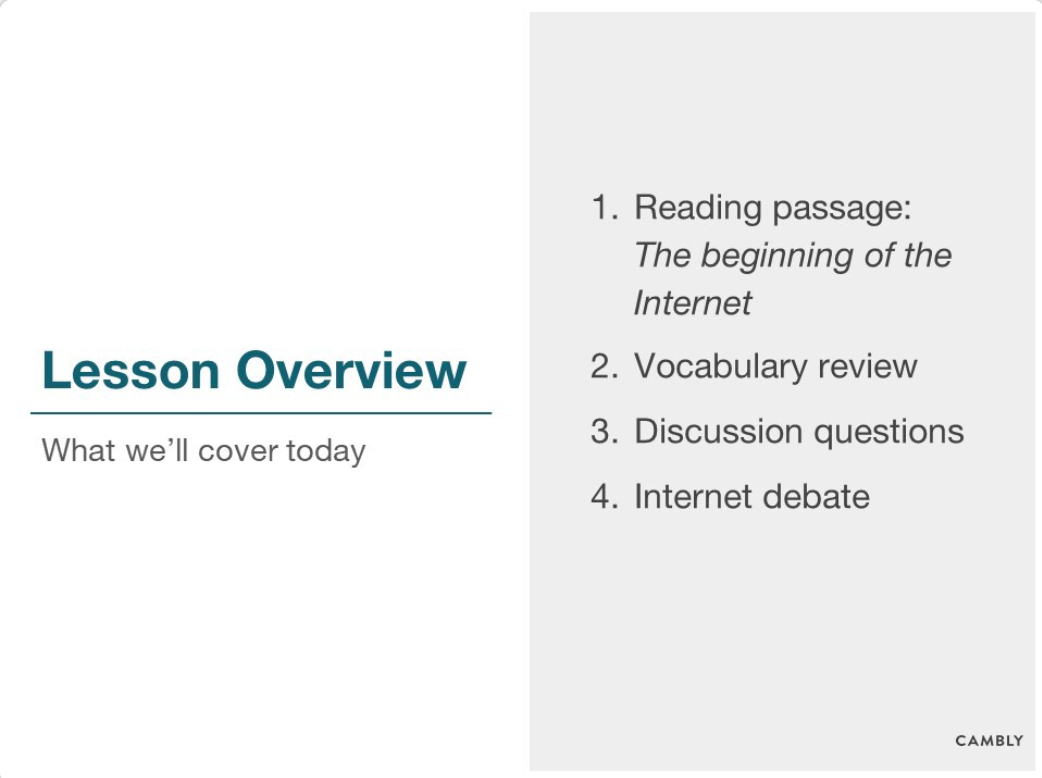 Lesson Overview
What we’ll cover today
1. Reading passage:
The beginning of the
Internet
2. Vocabulary review
3. Discussion questions
4. Internet debate
CAMBLY